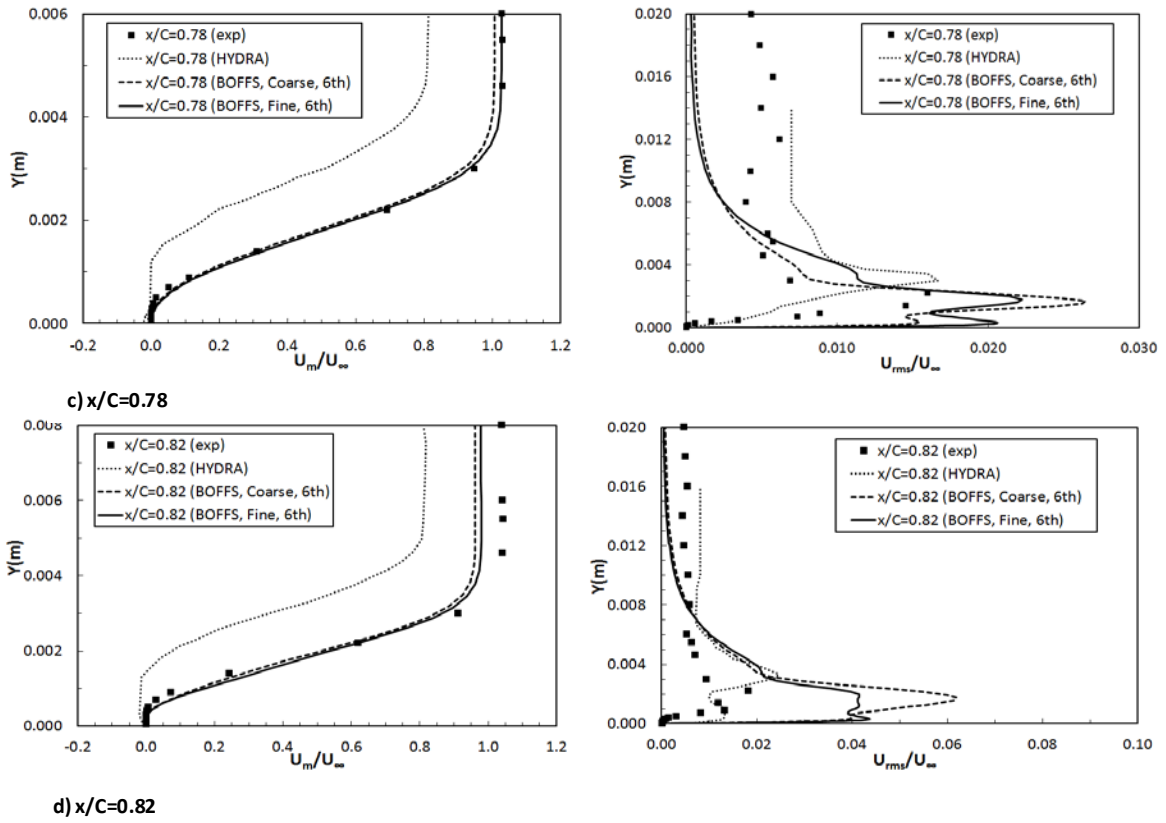 0.006
0.004
0.002
0.000
Y(m)
x/C=0.78 (exp)
x/C=0.78 (HYDRA)
x/C=0.78 (BOFFS, Coarse, 6th)
x/C=0.78 (BOFFS, Fine, 6th)
-0.2 0.0 0.2 0.4 0.6 0.8 1.0 1.2
Um/U∞
0.020
0.016
0.012
0.008
0.004
0.000
Y(m)
x/C=0.78 (exp)
x/C=0.78 (HYDRA)
x/C=0.78 (BOFFS, Coarse, 6th)
x/C=0.78 (BOFFS, Fine, 6th)
0.000 0.010 0.020 0.030
Urms/U∞
c) x/C=0.78
0.008
0.006
0.004
0.002
0.000
Y(m)
x/C=0.82 (exp)
x/C=0.82 (HYDRA)
x/C=0.82 (BOFFS, Coarse, 6th)
x/C=0.82 (BOFFS, Fine, 6th)
-0.2 0.0 0.2 0.4 0.6 0.8 1.0 1.2
Um/U∞
0.020
0.016
0.012
0.008
0.004
0.000
Y(m)
x/C=0.82 (exp)
x/C=0.82 (HYDRA)
x/C=0.82 (BOFFS, Coarse, 6th)
x/C=0.82 (BOFFS, Fine, 6th)
0.00 0.02 0.04 0.06 0.08 0.10
Urms/U∞
d) x/C=0.82